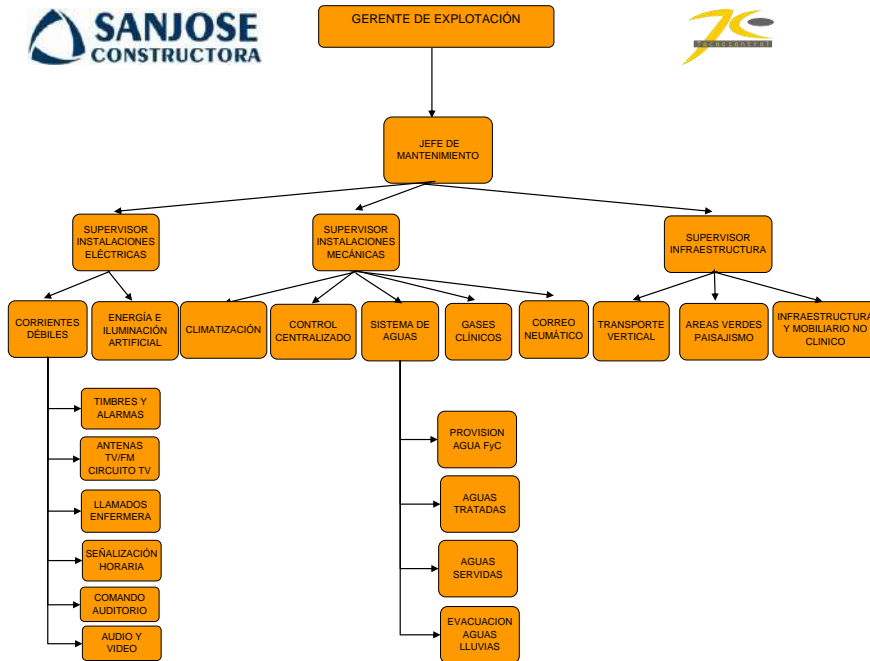 SANJOSE
CONSTRUCTORA
GERENTE DE EXPLOTACIÓN
Tecnocontrol
JEFE DE
MANTENIMIENTO
SUPERVISOR
INSTALACIONES
ELÉCTRICAS
SUPERVISOR
INSTALACIONES
MECÁNICAS
SUPERVISOR
INFRAESTRUCTURA
CORRIENTES
DÉBILES
ENERGÍA E
ILUMINACIÓN
ARTIFICIAL
CLIMATIZACIÓN
CONTROL
CENTRALIZADO
SISTEMA DE
AGUAS
GASES
CLÍNICOS
CORREO
NEUMÁTICO
TRANSPORTE
VERTICAL
AREAS VERDES
PAISAJISMO
INFRAESTRUCTURA
Y MOBILIARIO NO
CLINICO
TIMBRES Y
ALARMAS
ANTENAS
TV/FM
CIRCUITO TV
LLAMADOS
ENFERMERA
SEÑALIZACIÓN
HORARIA
COMANDO
AUDITORIO
AUDIO Y
VIDEO
PROVISION
AGUA FyC
AGUAS
TRATADAS
AGUAS
SERVIDAS
EVACUACION
AGUAS
LLUVIAS